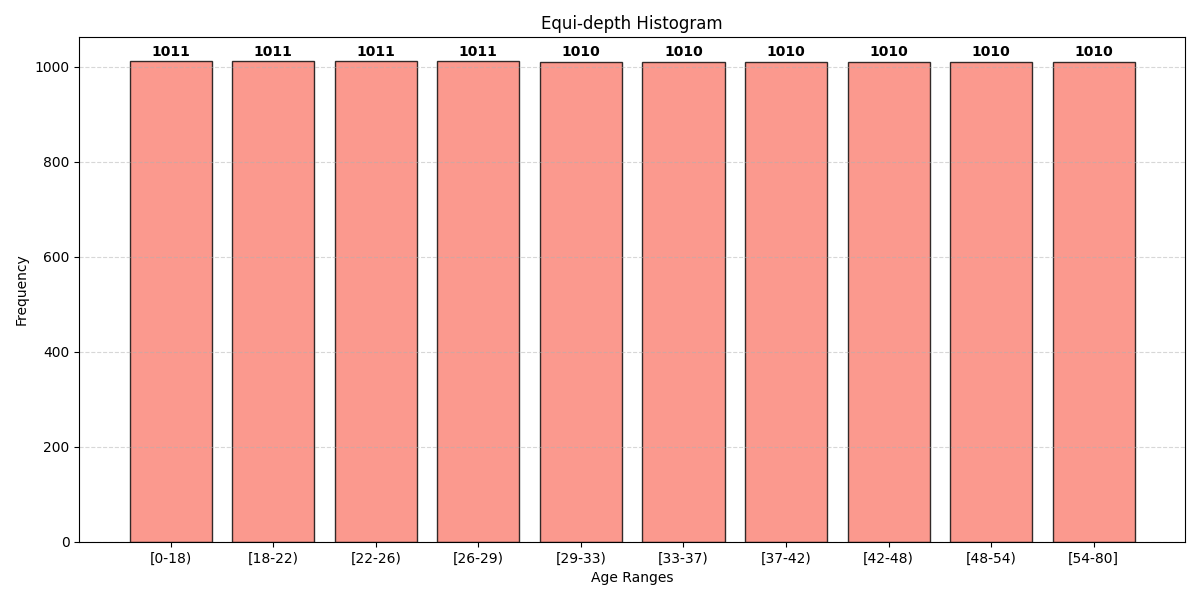 Equi-depth Histogram
1011 1011 1011 1011 1010 1010 1010 1010 1010 1010
1000
800
600
400
200
0
Frequency
[0-18) [18-22) [22-26) [26-29) [29-33) [33-37) [37-42) [42-48) [48-54) [54-80]
Age Ranges